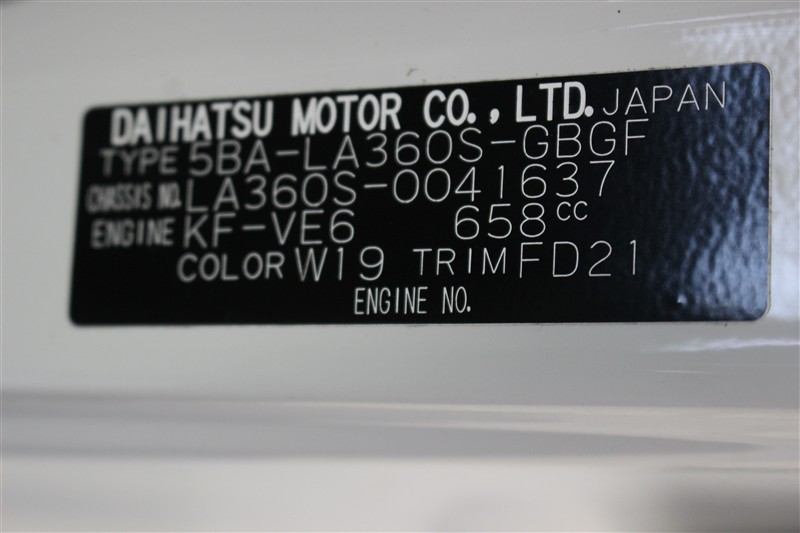 DAIHATSU MOTOR CO., LTD. JAPAN
TYPE 5BA-LA360S-GBGF
CHASSIS NO. LA360S-0041637
ENGINE KF-VE6 658cc
COLOR W19 TRIM FD21
ENGINE NO.